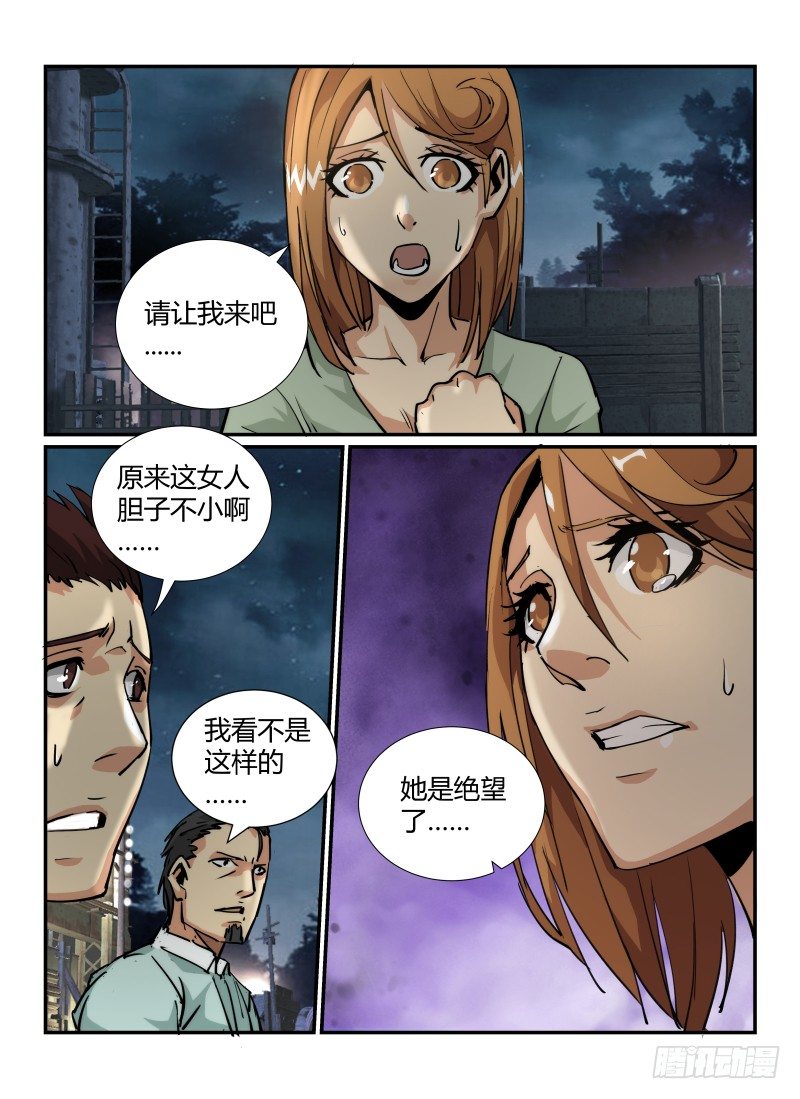 请让我来吧
……
原来这女人
胆子不小啊
……
我看不是
这样的
……
她是绝望
了……
腾讯动漫